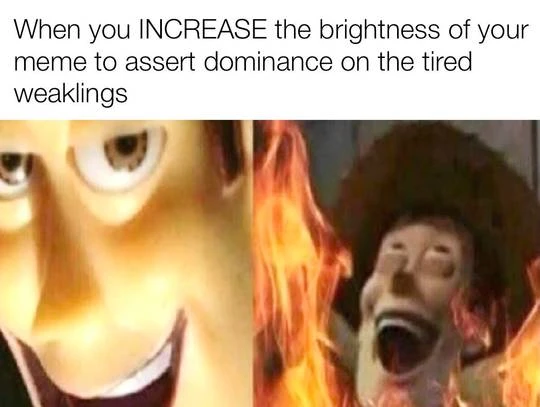 When you INCREASE the brightness of your
meme to assert dominance on the tired
weaklings